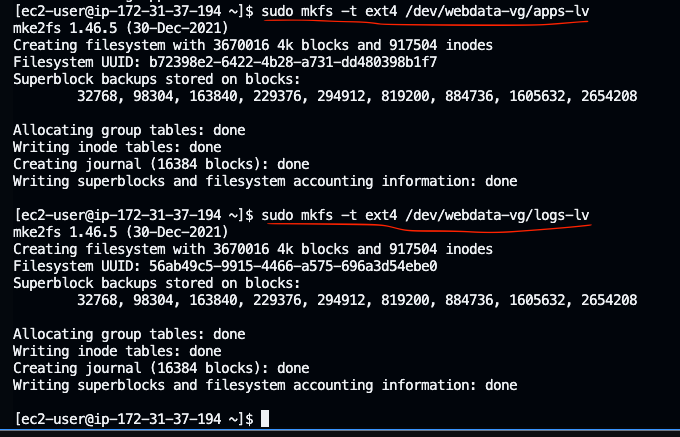 [ec2-user@ip-172-31-37-194 ~]$ sudo mkfs -t ext4 /dev/webdata-vg/apps-lv
mke2fs 1.46.5 (30-Dec-2021)
Creating filesystem with 3670016 4k blocks and 917504 inodes
Filesystem UUID: b72398e2-6422-4b28-a731-dd480398b1f7
Superblock backups stored on blocks:
        32768, 98304, 163840, 229376, 294912, 819200, 884736, 1605632, 2654208

Allocating group tables: done
Writing inode tables: done
Creating journal (16384 blocks): done
Writing superblocks and filesystem accounting information: done

[ec2-user@ip-172-31-37-194 ~]$ sudo mkfs -t ext4 /dev/webdata-vg/logs-lv
mke2fs 1.46.5 (30-Dec-2021)
Creating filesystem with 3670016 4k blocks and 917504 inodes
Filesystem UUID: 56ab49c5-9915-4466-a575-696a3d54ebe0
Superblock backups stored on blocks:
        32768, 98304, 163840, 229376, 294912, 819200, 884736, 1605632, 2654208

Allocating group tables: done
Writing inode tables: done
Creating journal (16384 blocks): done
Writing superblocks and filesystem accounting information: done

[ec2-user@ip-172-31-37-194 ~]$